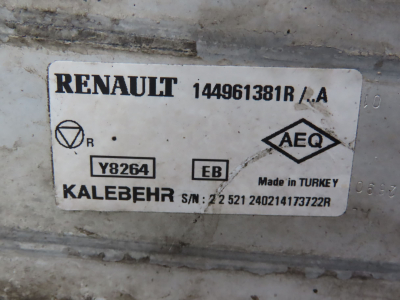 RENAULT 144961381R /..A
R AEQ
Y8264 EB
Made in TURKEY
KALEBEHR S/N : 2 2 521 240214173722R